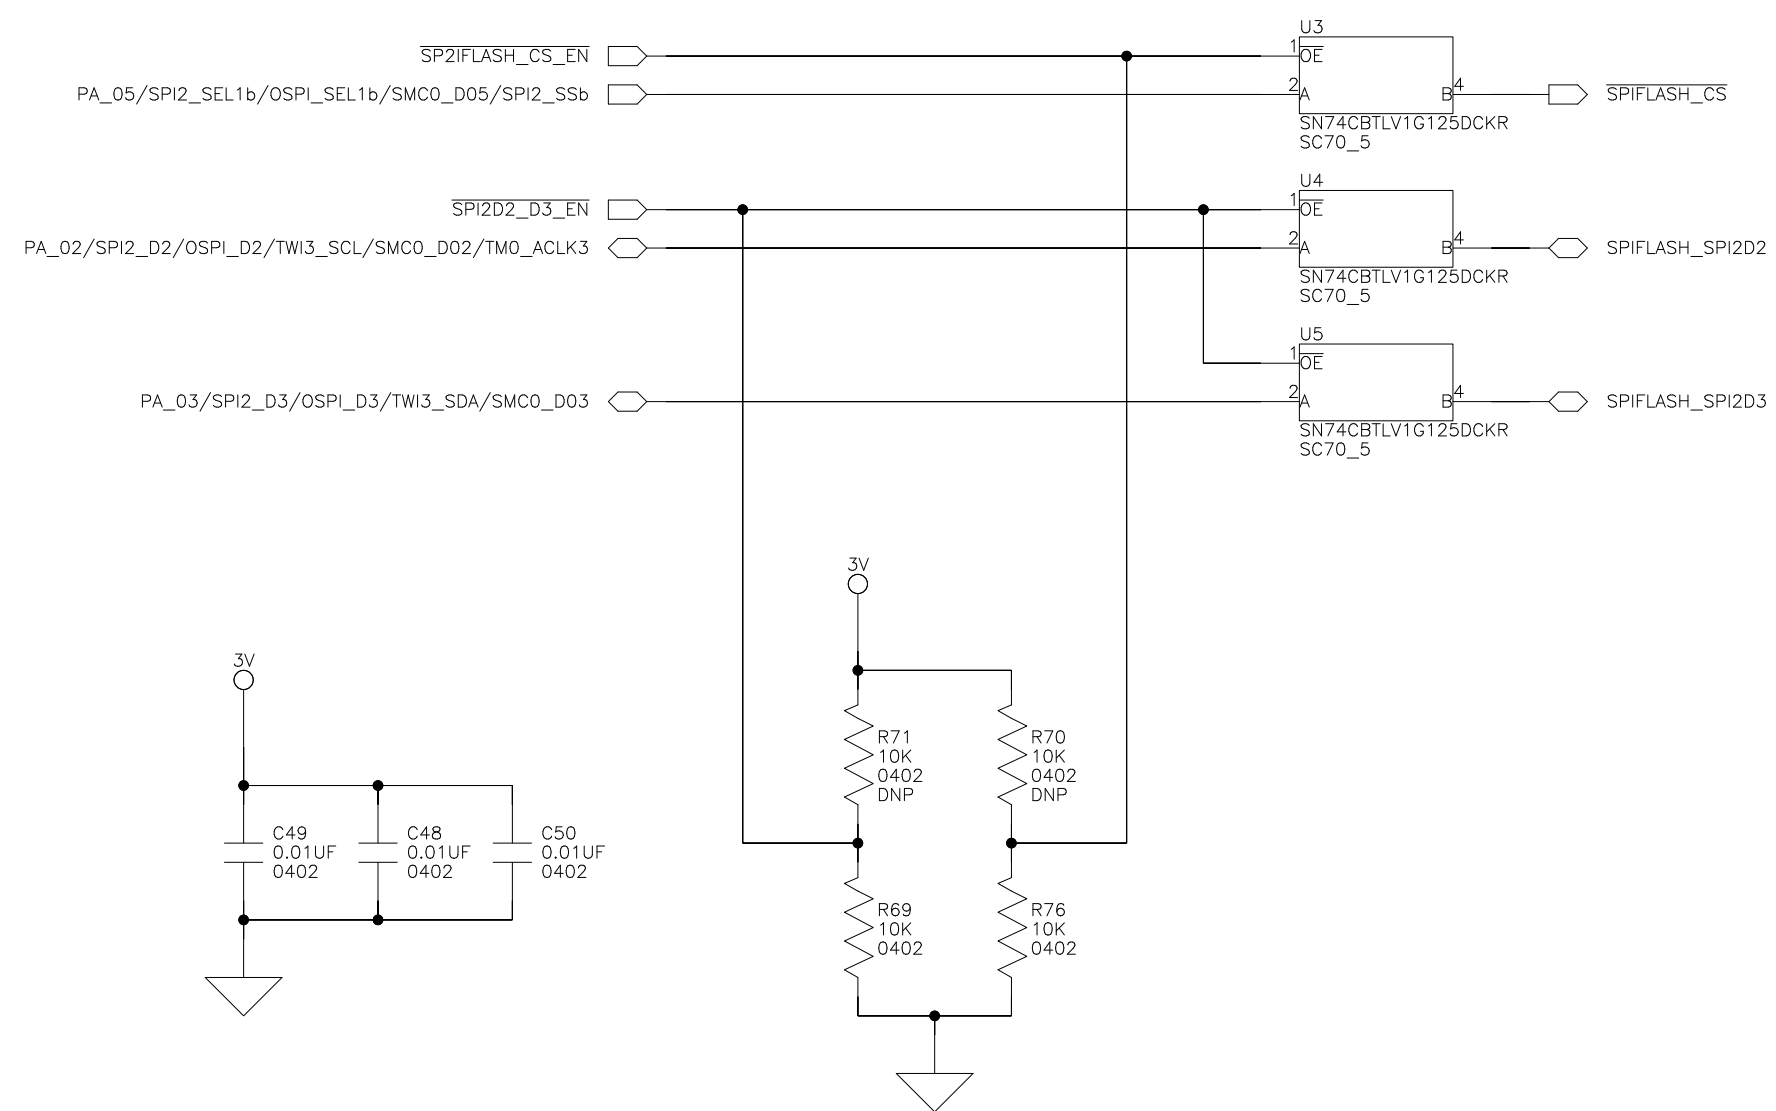 U3
SP2IFLASH_CS_EN
1
OE
PA_05/SPI2_SEL1b/OSPI_SEL1b/SMC0_D05/SPI2_SSb
2
A
B
4
SPIFLASH_CS
SN74CBTLV1G125DCKR
SC70_5
U4
SPI2D2_D3_EN
1
OE
PA_02/SPI2_D2/OSPI_D2/TWI3_SCL/SMC0_D02/TM0_ACLK3
2
A
B
4
SPIFLASH_SPI2D2
SN74CBTLV1G125DCKR
SC70_5
U5
1
OE
PA_03/SPI2_D3/OSPI_D3/TWI3_SDA/SMC0_D03
2
A
B
4
SPIFLASH_SPI2D3
SN74CBTLV1G125DCKR
SC70_5
3V
3V
R71
10K
0402
DNP
R70
10K
0402
DNP
C49
0.01UF
0402
C48
0.01UF
0402
C50
0.01UF
0402
R69
10K
0402
R76
10K
0402